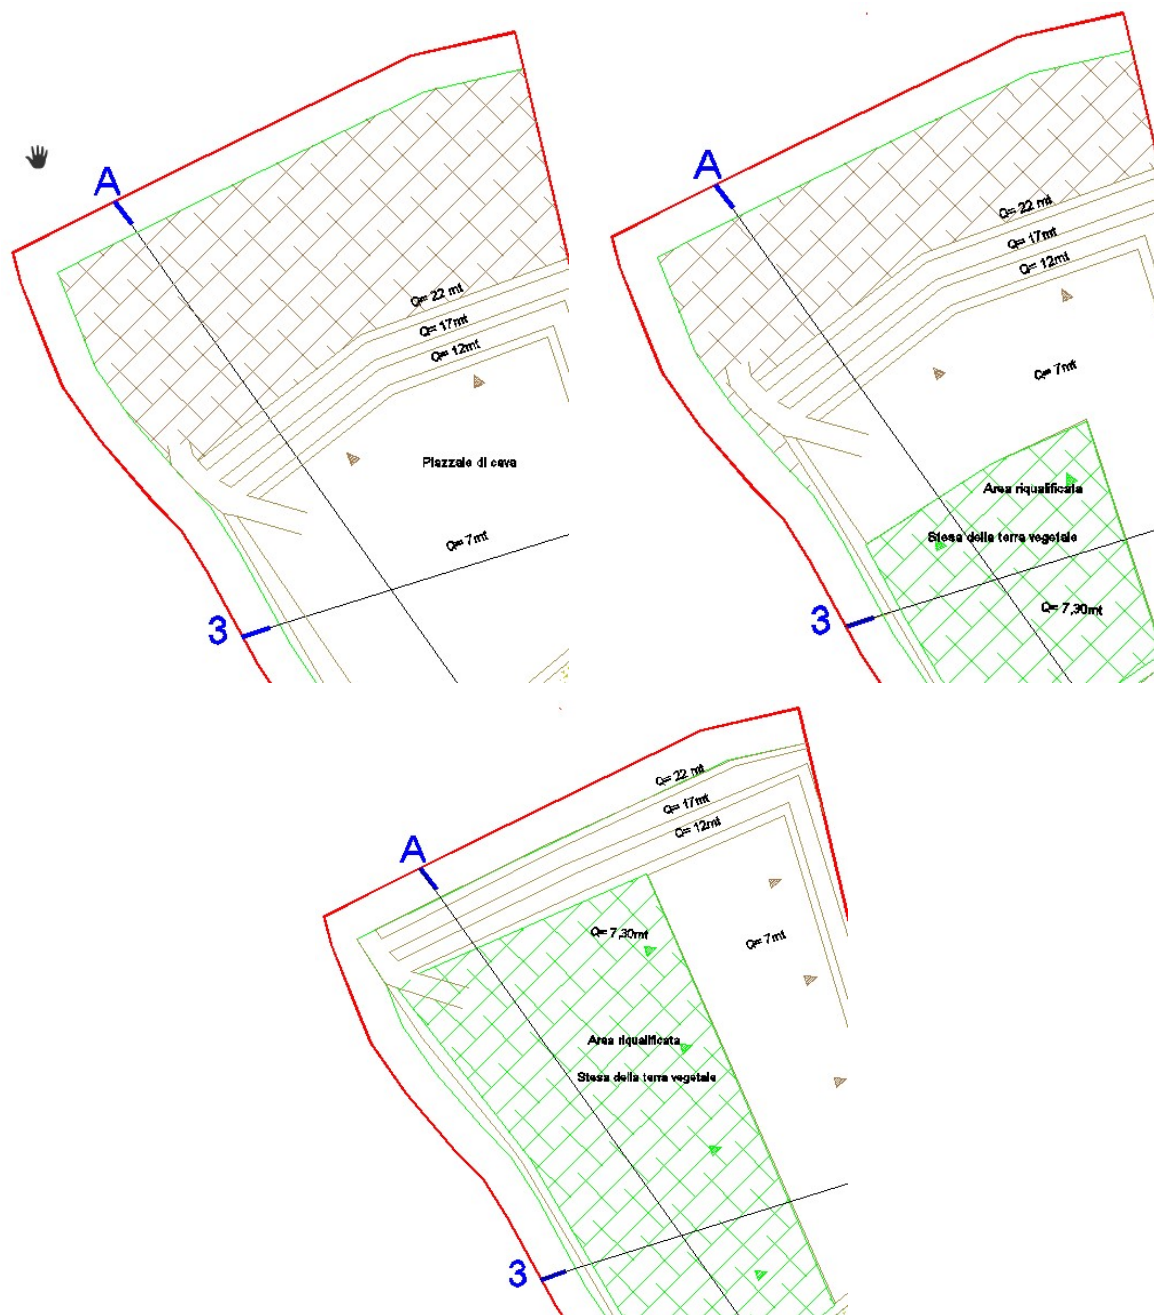 A
Q= 22 mt
Q= 17mt
Q= 12mt
Piazzale di cava
Q= 7mt
3
A
Q= 22 mt
Q= 17mt
Q= 12mt
Q= 7mt
Area riqualificata
Stesa della terra vegetale
Q= 7,30mt
3
A
Q= 22 mt
Q= 17mt
Q= 12mt
Q= 7,30mt
Q= 7mt
Area riqualificata
Stesa della terra vegetale
3